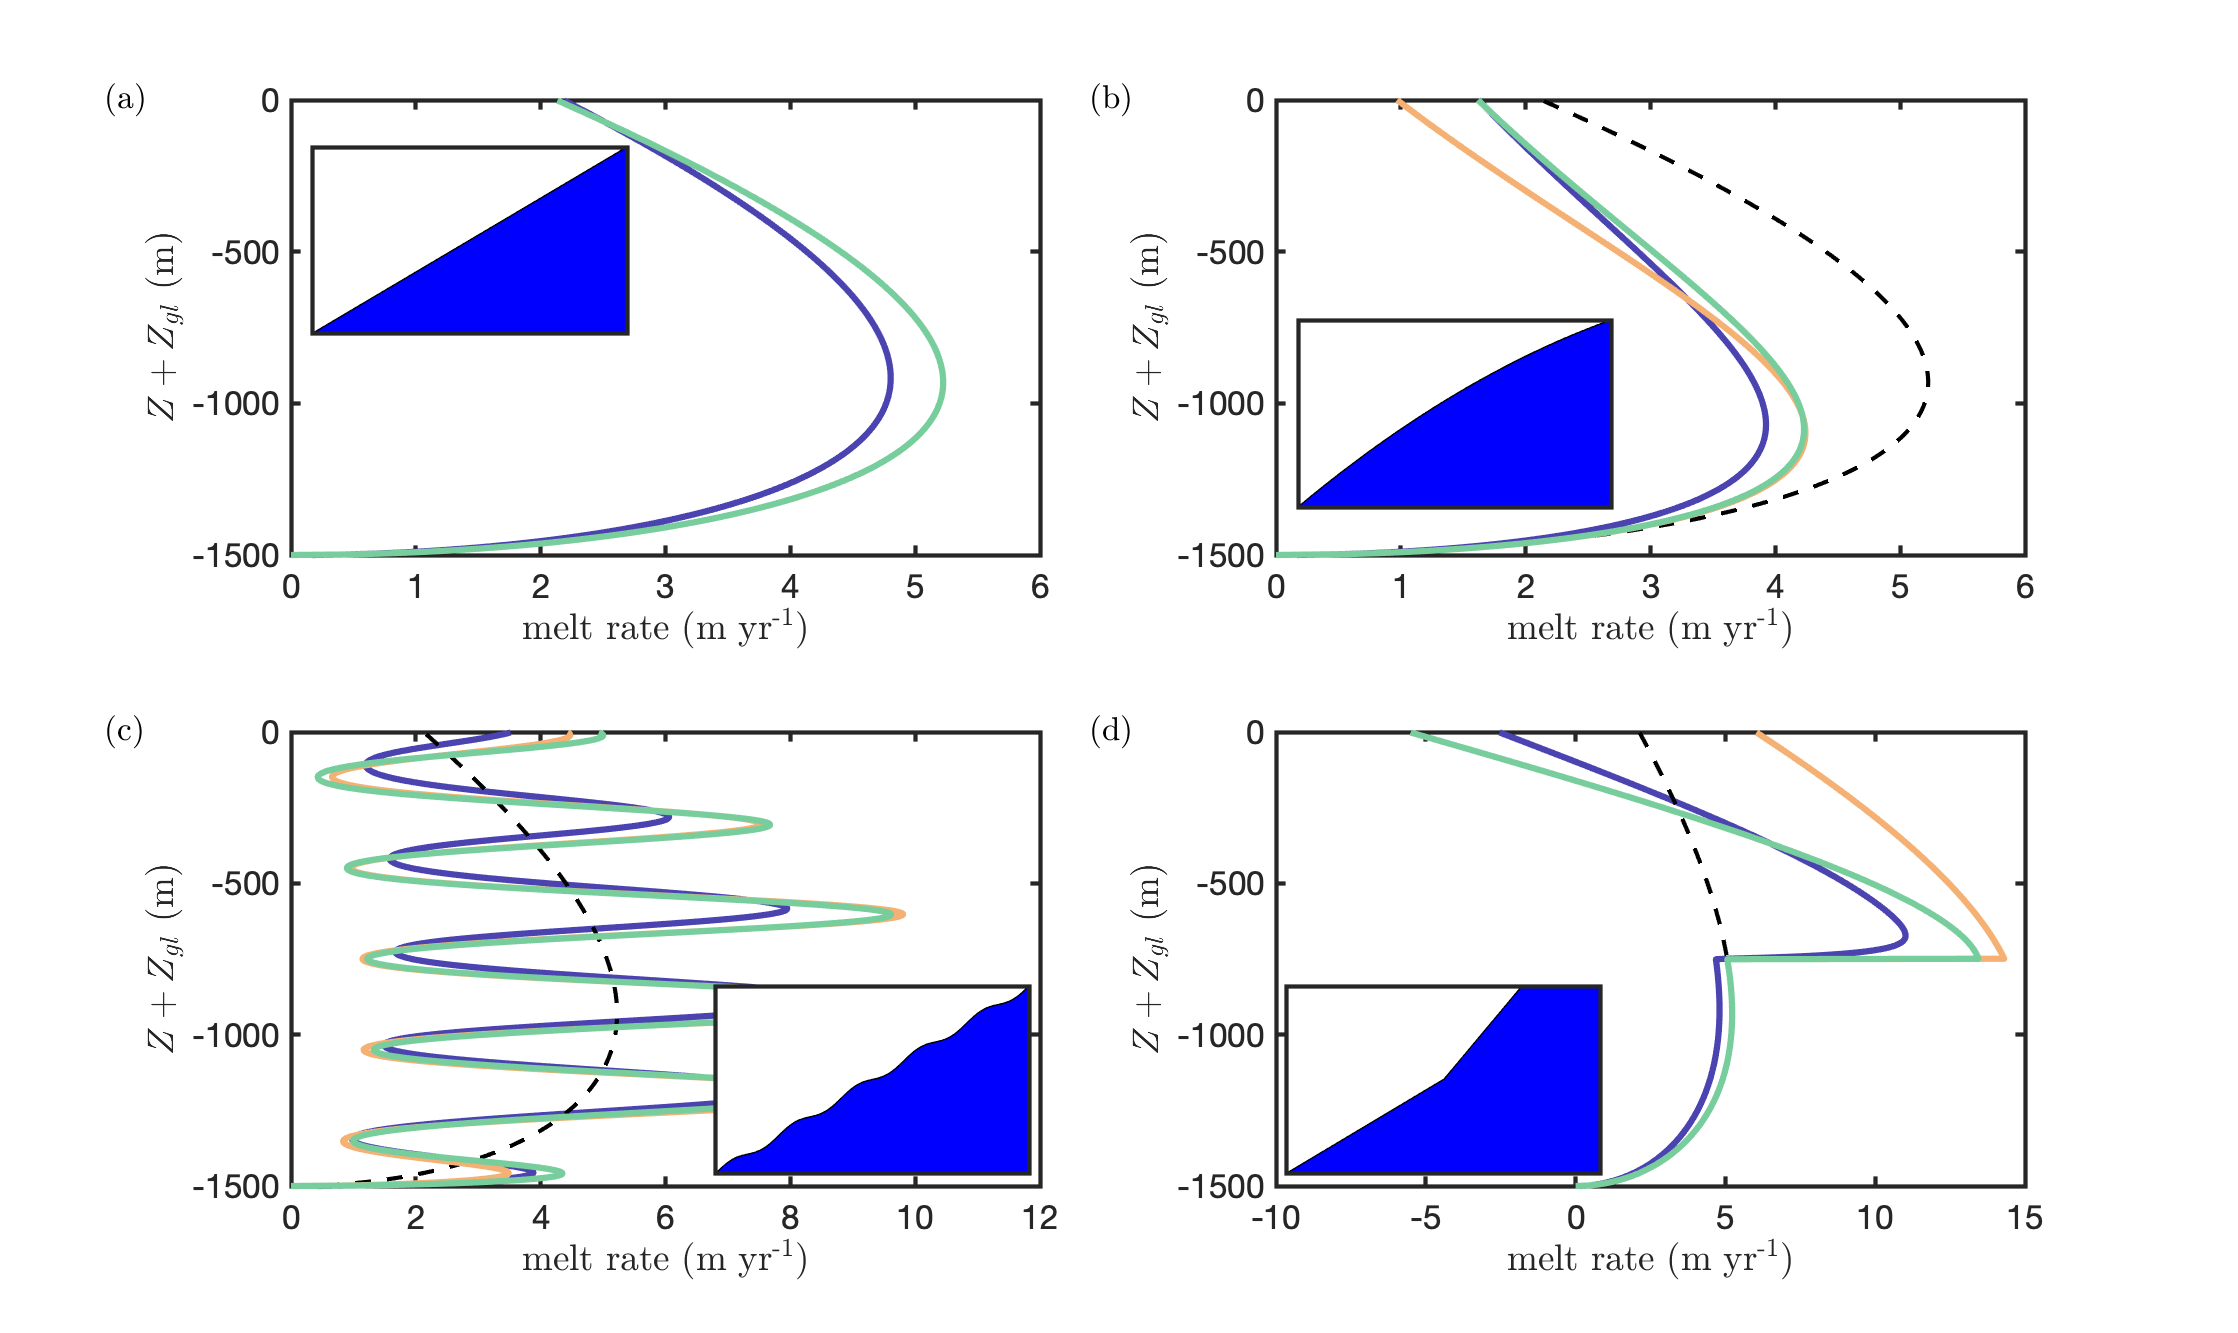 (a)
0
-500
-1000
-1500
Z + Z_gl (m)
0 1 2 3 4 5 6
melt rate (m yr⁻¹)
(b)
0
-500
-1000
-1500
Z + Z_gl (m)
0 1 2 3 4 5 6
melt rate (m yr⁻¹)
(c)
0
-500
-1000
-1500
Z + Z_gl (m)
0 2 4 6 8 10 12
melt rate (m yr⁻¹)
(d)
0
-500
-1000
-1500
Z + Z_gl (m)
-10 -5 0 5 10 15
melt rate (m yr⁻¹)